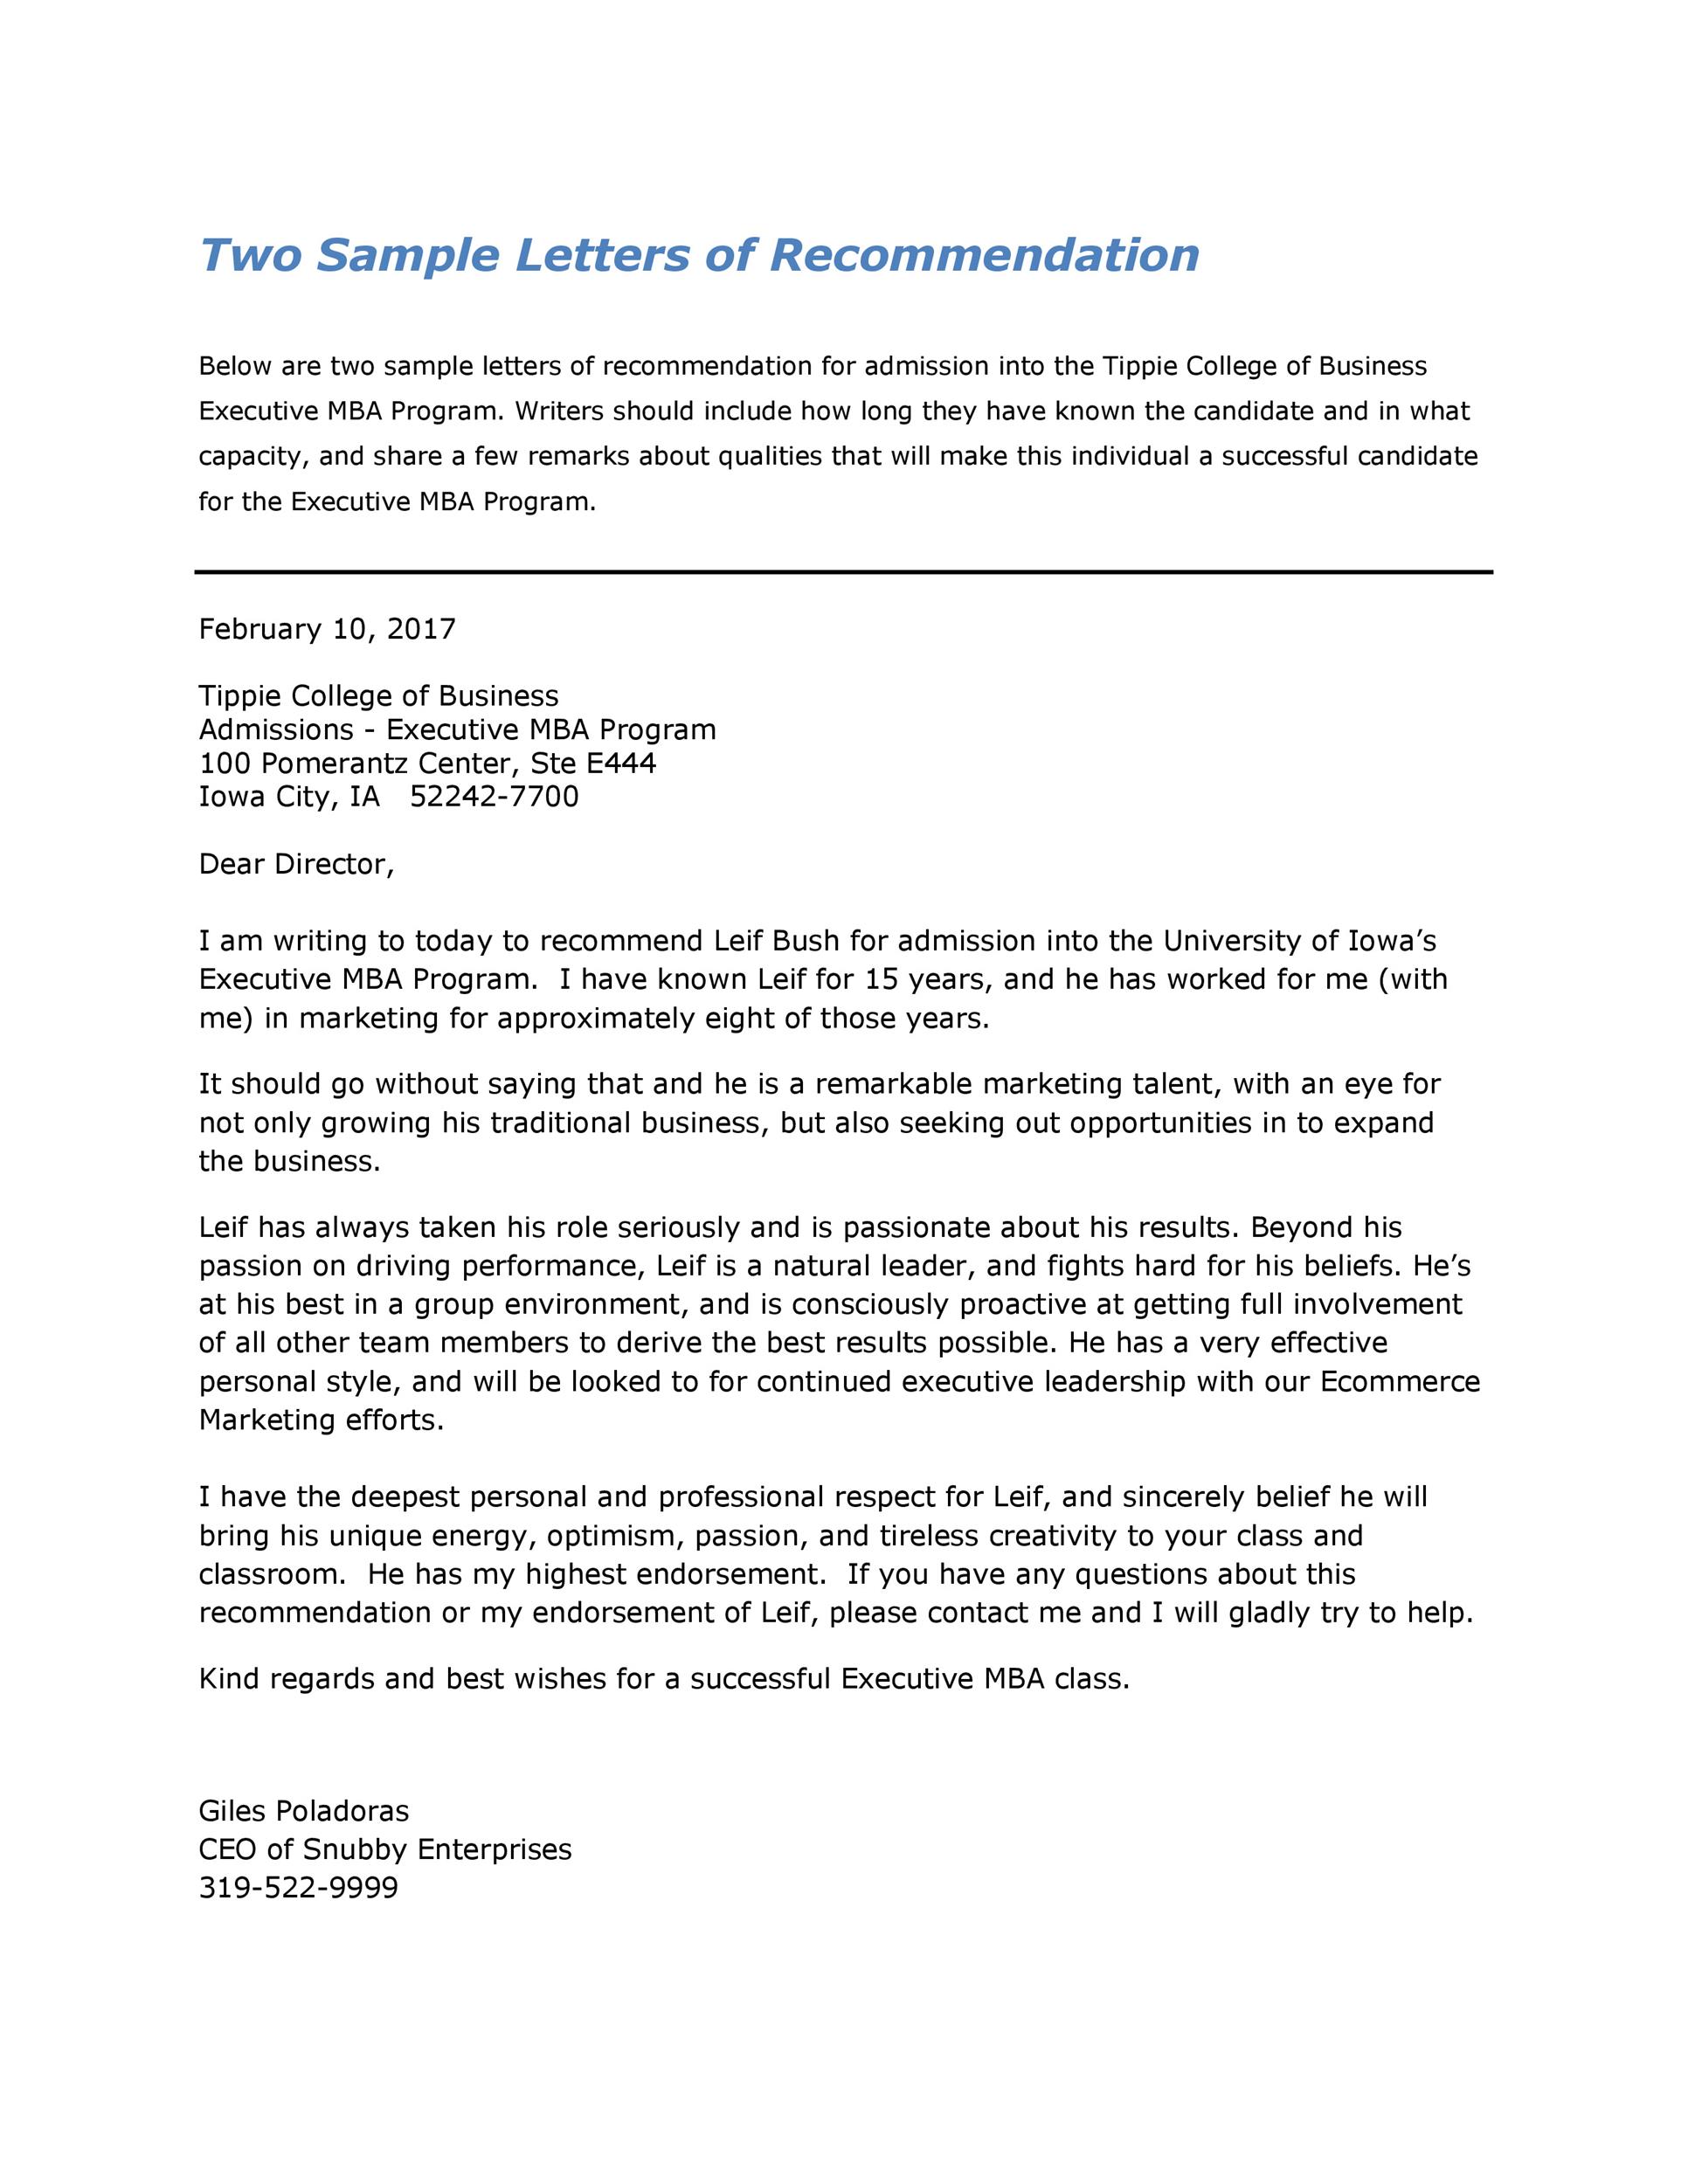 Two Sample Letters of Recommendation
Below are two sample letters of recommendation for admission into the Tippie College of Business
Executive MBA Program. Writers should include how long they have known the candidate and in what
capacity, and share a few remarks about qualities that will make this individual a successful candidate
for the Executive MBA Program.
February 10, 2017
Tippie College of Business
Admissions - Executive MBA Program
100 Pomerantz Center, Ste E444
Iowa City, IA   52242-7700
Dear Director,
I am writing to today to recommend Leif Bush for admission into the University of Iowa’s
Executive MBA Program.  I have known Leif for 15 years, and he has worked for me (with
me) in marketing for approximately eight of those years.
It should go without saying that and he is a remarkable marketing talent, with an eye for
not only growing his traditional business, but also seeking out opportunities in to expand
the business.
Leif has always taken his role seriously and is passionate about his results. Beyond his
passion on driving performance, Leif is a natural leader, and fights hard for his beliefs. He’s
at his best in a group environment, and is consciously proactive at getting full involvement
of all other team members to derive the best results possible. He has a very effective
personal style, and will be looked to for continued executive leadership with our Ecommerce
Marketing efforts.
I have the deepest personal and professional respect for Leif, and sincerely belief he will
bring his unique energy, optimism, passion, and tireless creativity to your class and
classroom.  He has my highest endorsement.  If you have any questions about this
recommendation or my endorsement of Leif, please contact me and I will gladly try to help.
Kind regards and best wishes for a successful Executive MBA class.
Giles Poladoras
CEO of Snubby Enterprises
319-522-9999